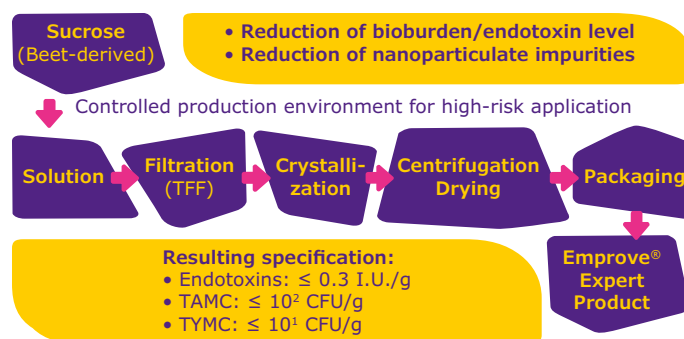 Sucrose
(Beet-derived)
• Reduction of bioburden/endotoxin level
• Reduction of nanoparticulate impurities
Controlled production environment for high-risk application
Solution
Filtration
(TFF)
Crystalli-
zation
Centrifugation
Drying
Packaging
Resulting specification:
• Endotoxins: ≤ 0.3 I.U./g
• TAMC: ≤ 10² CFU/g
• TYMC: ≤ 10¹ CFU/g
Emprove®
Expert
Product